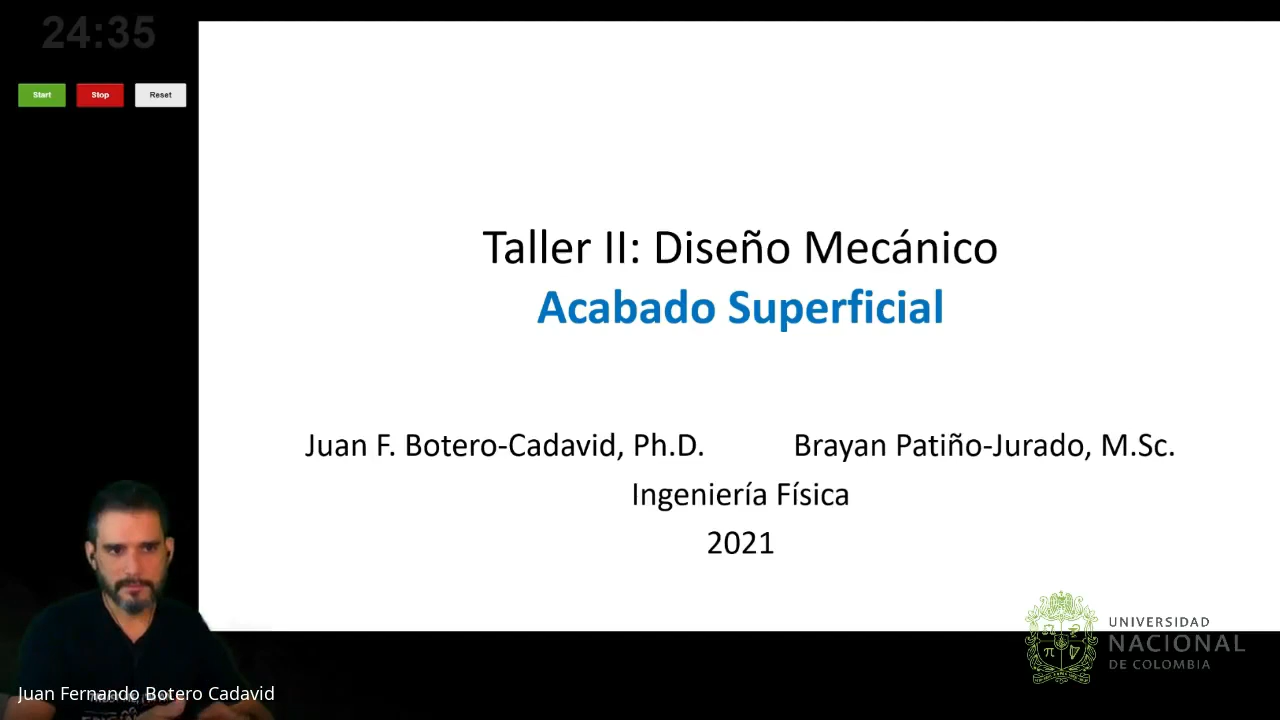 24:35
Start Stop Reset
Taller II: Diseño Mecánico
Acabado Superficial
Juan F. Botero-Cadavid, Ph.D. Brayan Patiño-Jurado, M.Sc.
Ingeniería Física
2021
UNIVERSIDAD
NACIONAL
DE COLOMBIA
Juan Fernando Botero Cadavid